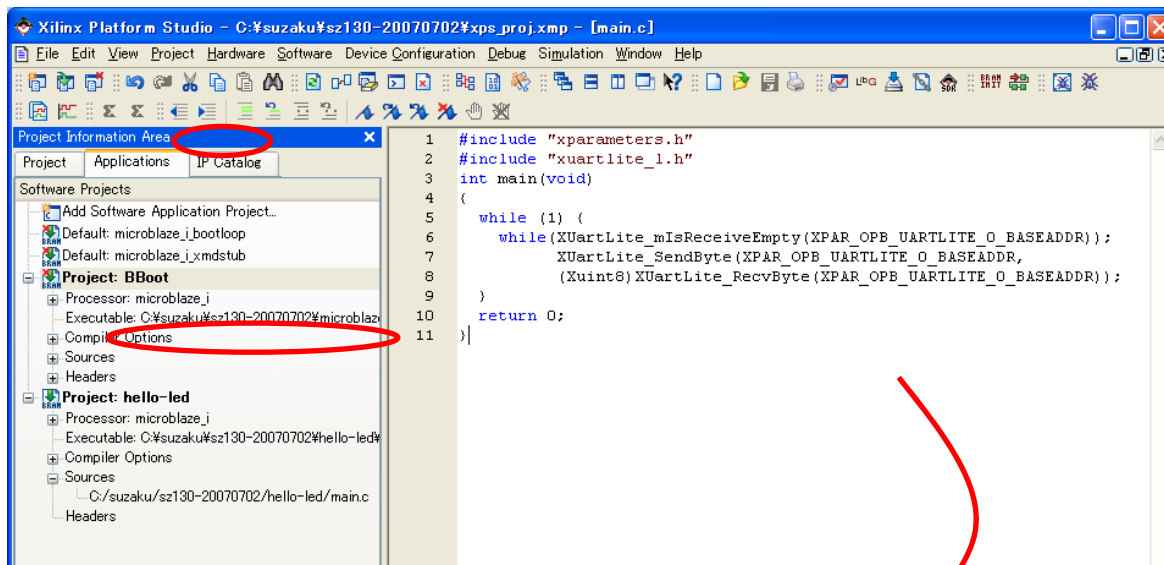 Xilinx Platform Studio - C:¥suzaku¥sz130-20070702¥xps_proj.xmp - [main.c]
File Edit View Project Hardware Software Device Configuration Debug Simulation Window Help
Project Information Area
Project Applications IP Catalog
Software Projects
Add Software Application Project...
Default: microblaze_i_bootloop
Default: microblaze_i_xmdstub
Project: BBoot
Processor: microblaze_i
Executable: C:¥suzaku¥sz130-20070702¥microblaz
Compiler Options
Sources
Headers
Project: hello-led
Processor: microblaze_i
Executable: C:¥suzaku¥sz130-20070702¥hello-led¥
Compiler Options
Sources
C:/suzaku/sz130-20070702/hello-led/main.c
Headers
1 #include "xparameters.h"
2 #include "xuartlite_l.h"
3 int main(void)
4 {
5 while (1) {
6 while(XUartLite_mIsReceiveEmpty(XPAR_OPB_UARTLITE_0_BASEADDR));
7 XUartLite_SendByte(XPAR_OPB_UARTLITE_0_BASEADDR,
8 (Xuint8)XUartLite_RecvByte(XPAR_OPB_UARTLITE_0_BASEADDR));
9 }
10 return 0;
11 }